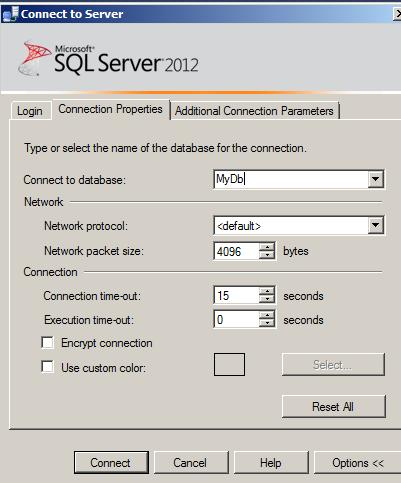 Connect to Server
Microsoft®
SQL Server® 2012
Login Connection Properties Additional Connection Parameters
Type or select the name of the database for the connection.
Connect to database: MyDb
Network
Network protocol: <default>
Network packet size: 4096 bytes
Connection
Connection time-out: 15 seconds
Execution time-out: 0 seconds
Encrypt connection
Use custom color: Select...
Reset All
Connect Cancel Help Options <<